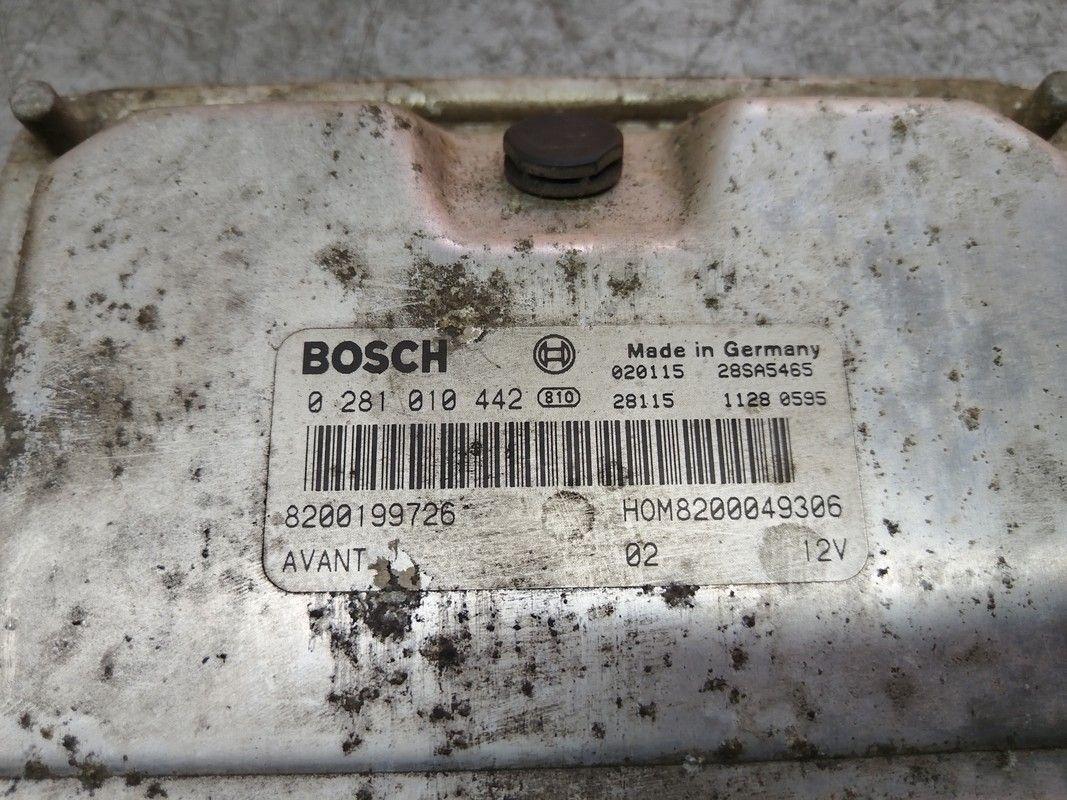 BOSCH Made in Germany
020115 28SA5465
0 281 010 442 810 28115 1128 0595
8200199726 HOM8200049306
AVANT 02 12V